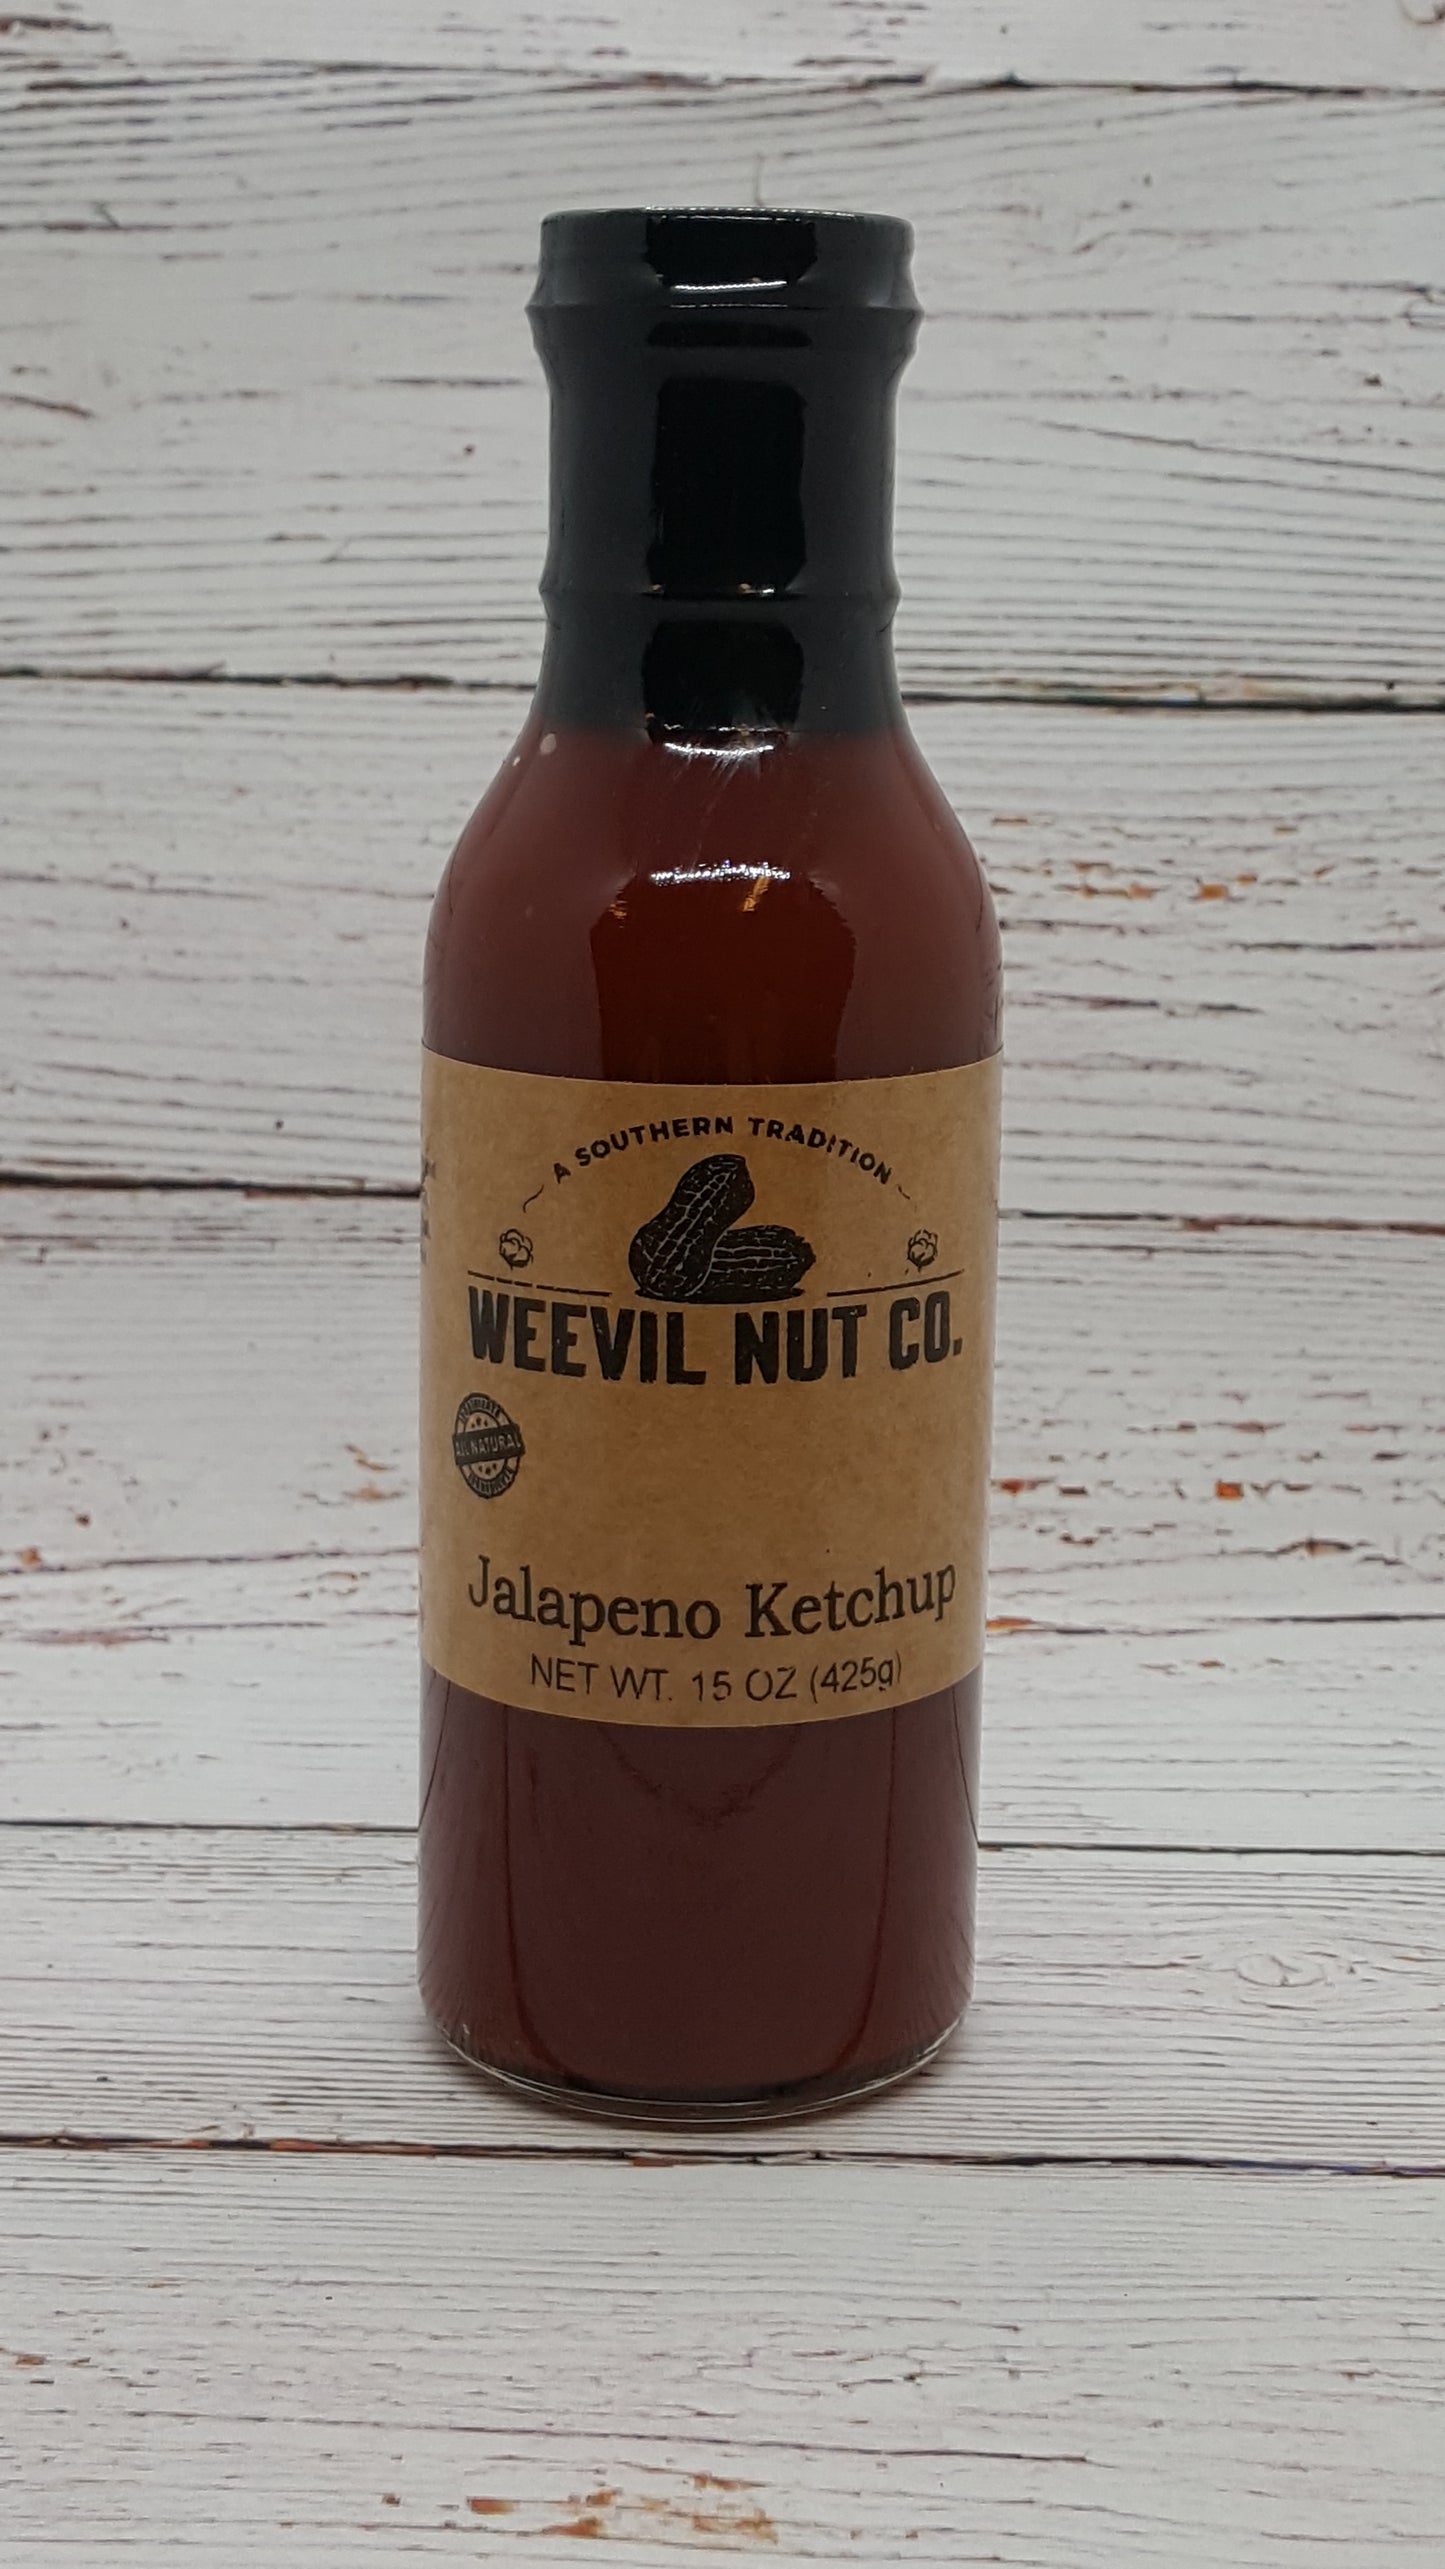 A SOUTHERN TRADITION
WEEVIL NUT CO.
ALL NATURAL
Jalapeno Ketchup
NET WT. 15 OZ (425g)